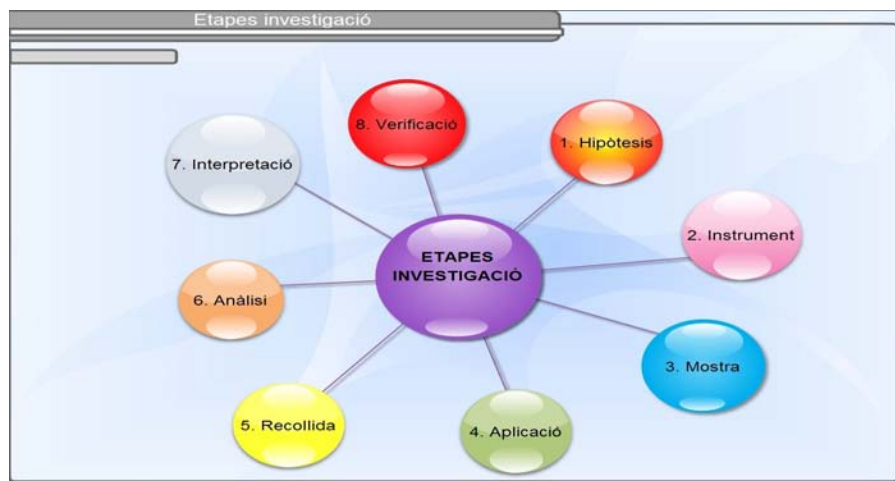 Etapes investigació
8. Verificació
1. Hipòtesis
7. Interpretació
2. Instrument
ETAPES
INVESTIGACIÓ
6. Anàlisi
3. Mostra
5. Recollida
4. Aplicació